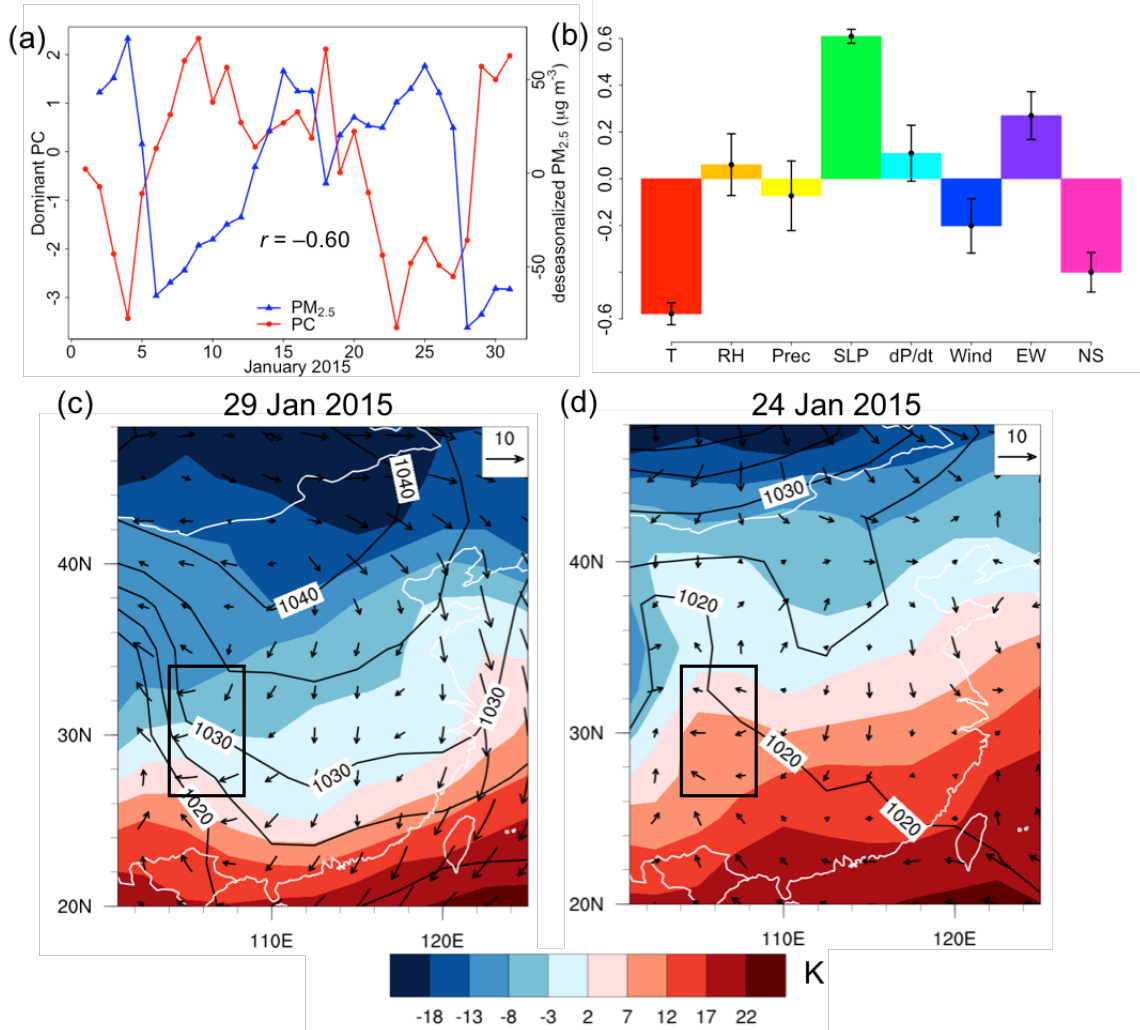 (a)
2
1
0
-1
-2
-3
Dominant PC
50
0
-50
deseasonalized PM2.5 (µg m-3)
r = –0.60
PM2.5
PC
0
5
10
15
20
25
30
January 2015
(b)
0.6
0.4
0.2
0.0
-0.2
-0.6
T
RH
Prec
SLP
dP/dt
Wind
EW
NS
(c)
29 Jan 2015
10
1040
1040
1030
1030
1030
1020
40N
30N
20N
110E
120E
(d)
24 Jan 2015
10
1030
1020
1020
1020
40N
30N
20N
110E
120E
K
-18 -13 -8 -3 2 7 12 17 22